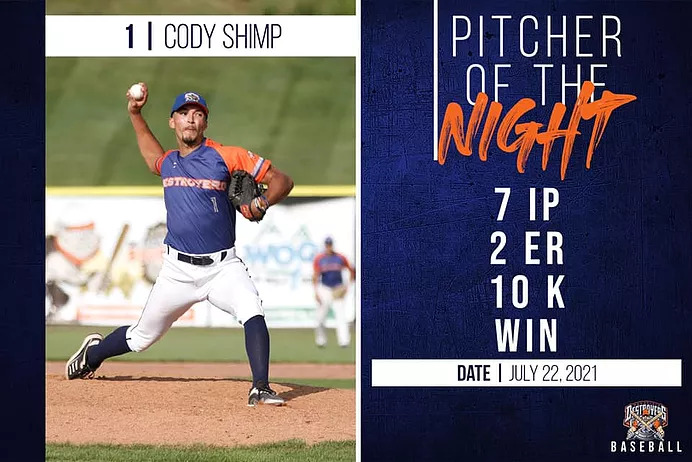 1 | CODY SHIMP
DESTROYERS
1
PITCHER
OF THE
NIGHT
7 IP
2 ER
10 K
WIN
DATE | JULY 22, 2021
DESTROYERS
BASEBALL